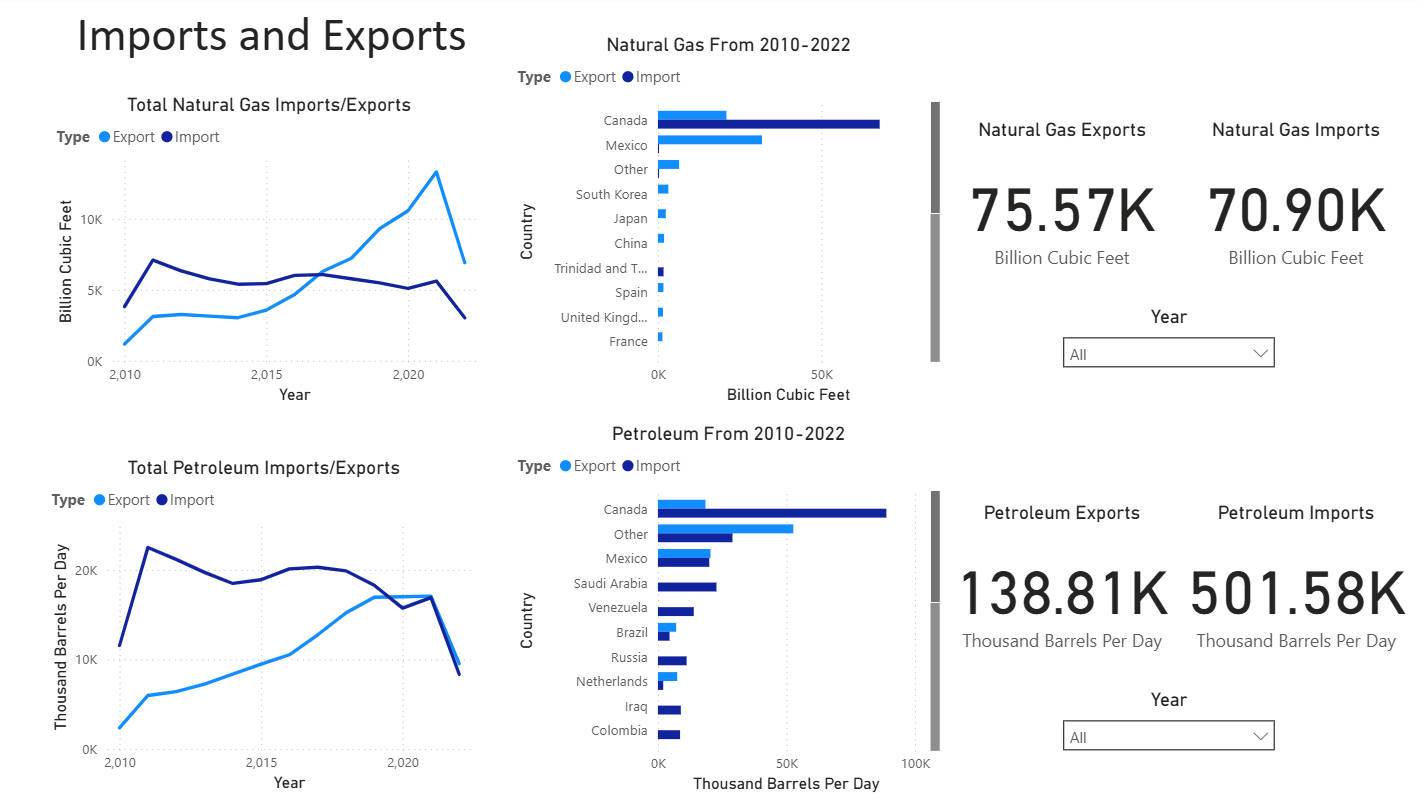 Imports and Exports
Total Natural Gas Imports/Exports
Type Export Import
Billion Cubic Feet
10K
5K
0K
2,010 2,015 2,020
Year
Natural Gas From 2010-2022
Type Export Import
Country
Canada
Mexico
Other
South Korea
Japan
China
Trinidad and T...
Spain
United Kingd...
France
0K 50K
Billion Cubic Feet
Natural Gas Exports
75.57K
Billion Cubic Feet
Natural Gas Imports
70.90K
Billion Cubic Feet
Year
All
Total Petroleum Imports/Exports
Type Export Import
Thousand Barrels Per Day
20K
10K
0K
2,010 2,015 2,020
Year
Petroleum From 2010-2022
Type Export Import
Country
Canada
Other
Mexico
Saudi Arabia
Venezuela
Brazil
Russia
Netherlands
Iraq
Colombia
0K 50K 100K
Thousand Barrels Per Day
Petroleum Exports
138.81K
Thousand Barrels Per Day
Petroleum Imports
501.58K
Thousand Barrels Per Day
Year
All